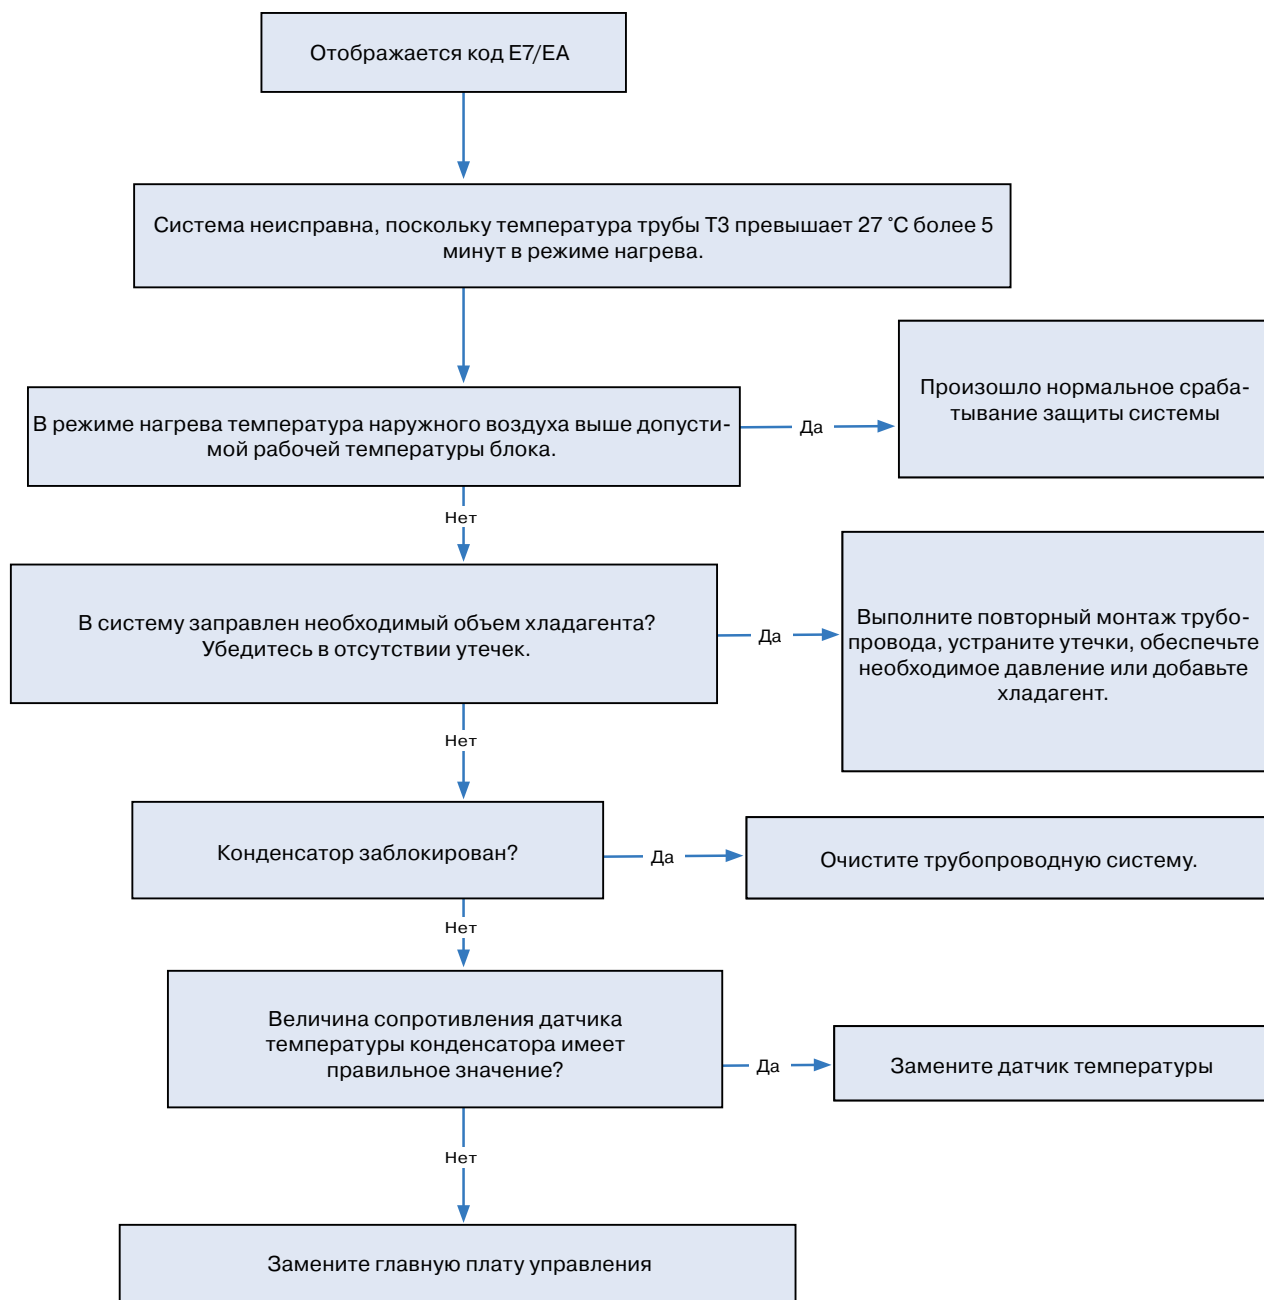 Отображается код E7/EA
Система неисправна, поскольку температура трубы Т3 превышает 27 °С более 5
минут в режиме нагрева.
В режиме нагрева температура наружного воздуха выше допусти-
мой рабочей температуры блока.
Да
Произошло нормальное сраба-
тывание защиты системы
Нет
В систему заправлен необходимый объем хладагента?
Убедитесь в отсутствии утечек.
Да
Выполните повторный монтаж трубо-
провода, устраните утечки, обеспечьте
необходимое давление или добавьте
хладагент.
Нет
Конденсатор заблокирован?
Да
Очистите трубопроводную систему.
Нет
Величина сопротивления датчика
температуры конденсатора имеет
правильное значение?
Да
Замените датчик температуры
Нет
Замените главную плату управления